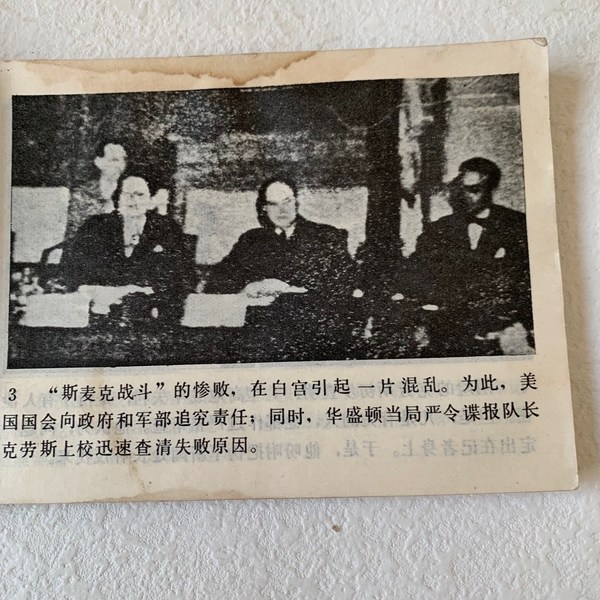 3 “斯麦克战斗”的惨败，在白宫引起一片混乱。为此，美
国国会向政府和军部追究责任；同时，华盛顿当局严令谍报队长
克劳斯上校迅速查清失败原因。